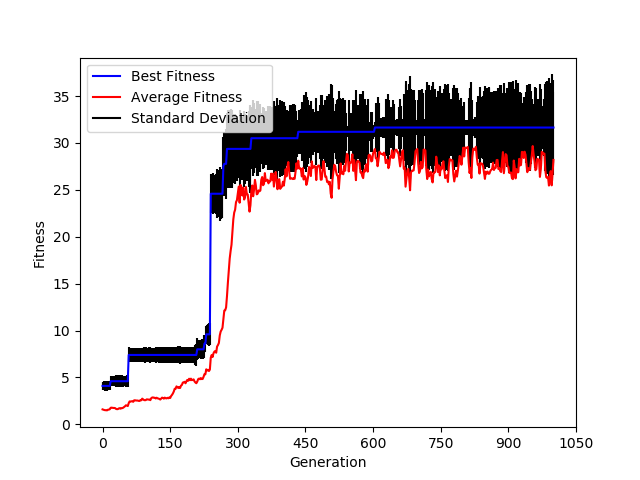 Best Fitness
Average Fitness
Standard Deviation
35
30
25
20
15
10
5
0
Fitness
0 150 300 450 600 750 900 1050
Generation